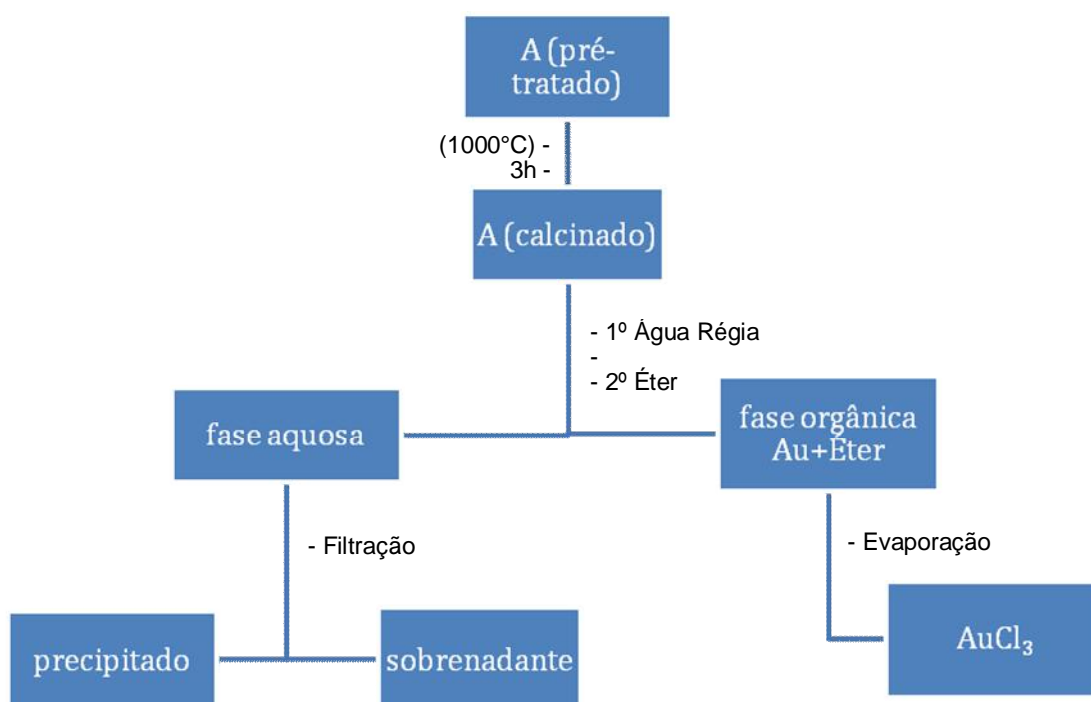 A (pré-
tratado)
(1000°C) -
3h -
A (calcinado)
- 1º Água Régia
-
- 2º Éter
fase aquosa
fase orgânica
Au+Éter
- Filtração
- Evaporação
precipitado
sobrenadante
AuCl₃